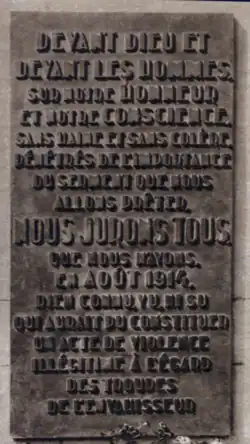 DEVANT DIEU ET
DEVANT LES HOMMES,
SUR NOTRE HONNEUR
ET NOTRE CONSCIENCE,
SANS HAINE ET SANS COLÈRE,
PÉNÉTRÉS DE L'IMPORTANCE
DU SERMENT QUE NOUS
ALLONS PRÊTER,
NOUS JURONS TOUS
QUE NOUS N'AVONS,
EN AOÛT 1914,
RIEN CONNU, VU, NI SU
QUI AURAIT PU CONSTITUER
UN ACTE DE VIOLENCE
ILLÉGITIME À L'ÉGARD
DES TROUPES
DE L'ENVAHISSEUR